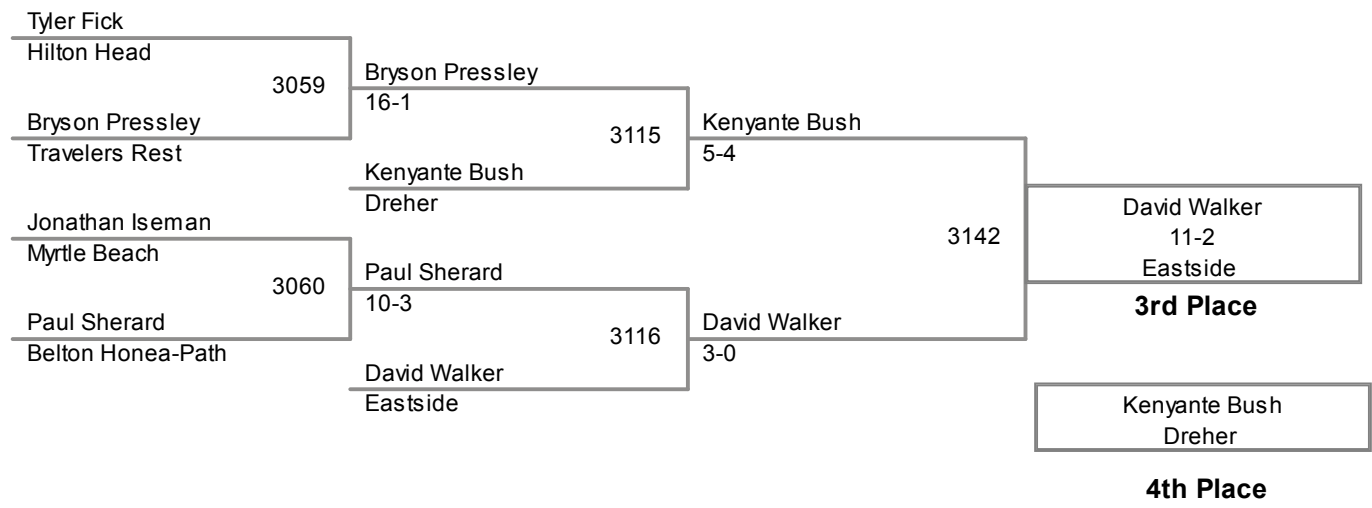 Tyler Fick
Hilton Head
3059
Bryson Pressley
Travelers Rest
Jonathan Iseman
Myrtle Beach
3060
Paul Sherard
Belton Honea-Path
Bryson Pressley
16-1
3115
Kenyante Bush
Dreher
Paul Sherard
10-3
3116
David Walker
Eastside
Kenyante Bush
5-4
3142
David Walker
3-0
David Walker
11-2
Eastside
3rd Place
Kenyante Bush
Dreher
4th Place